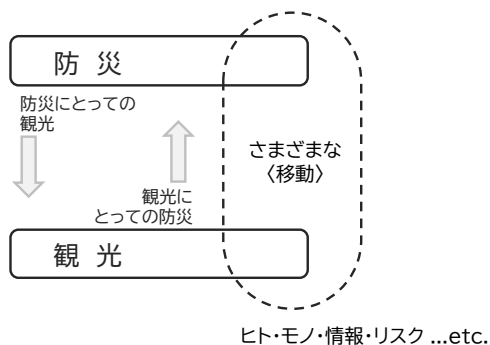 防災
防災にとっての
観光
観光に
とっての防災
さまざまな
〈移動〉
観光
ヒト・モノ・情報・リスク ...etc.